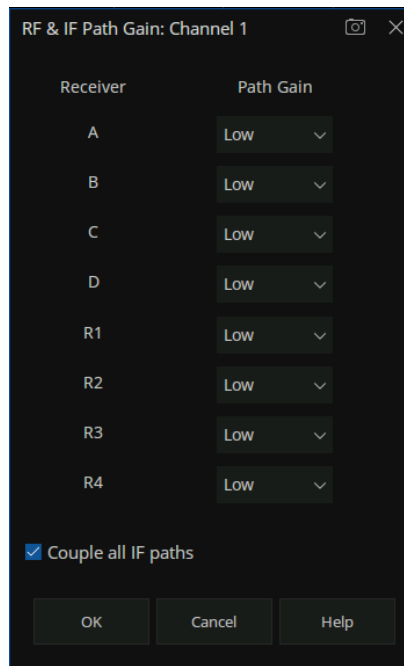 RF & IF Path Gain: Channel 1
Receiver Path Gain
A Low
B Low
C Low
D Low
R1 Low
R2 Low
R3 Low
R4 Low
Couple all IF paths
OK Cancel Help